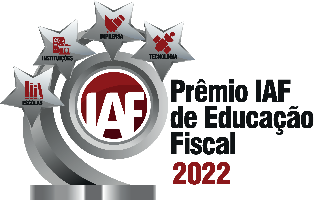 IMPRENSA
INSTITUIÇÕES
TECNOLOGIA
ESCOLAS
IAF
Prêmio IAF
de Educação
Fiscal
2022